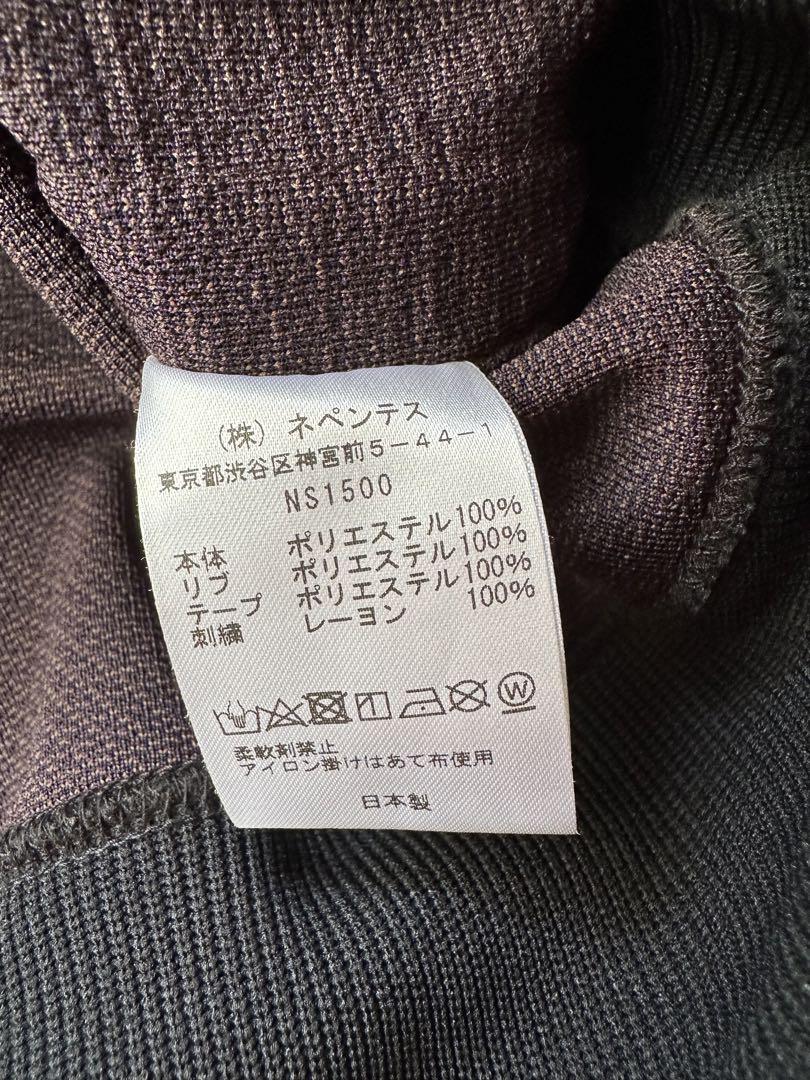 (株) ネペンテス
東京都渋谷区神宮前5-44-1
NS1500
本体 ポリエステル100%
リブ ポリエステル100%
テープ ポリエステル100%
刺繍 レーヨン 100%
W
柔軟剤禁止
アイロン掛けはあて布使用
日本製